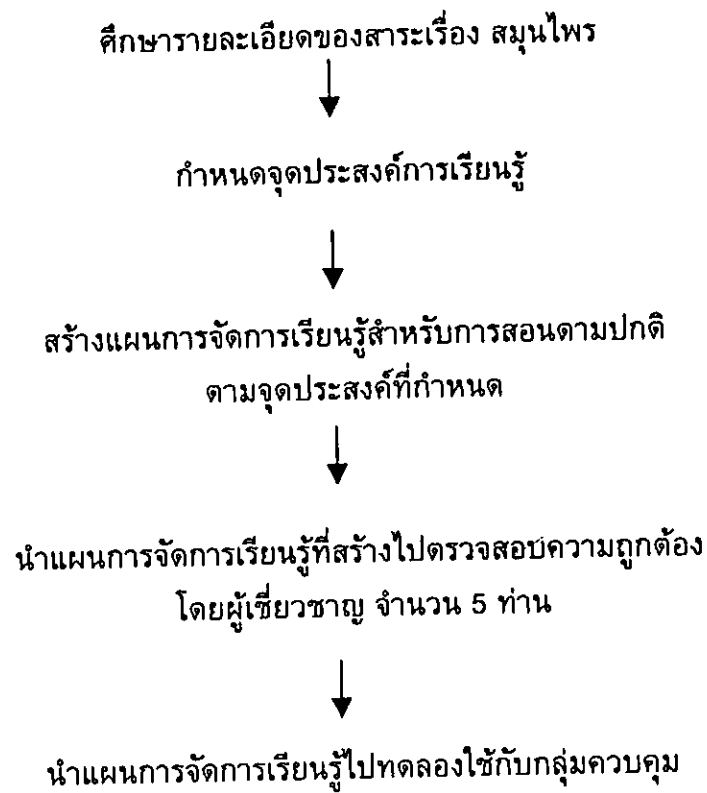 ศึกษารายละเอียดของสาระเรื่อง สมุนไพร
กำหนดจุดประสงค์การเรียนรู้
สร้างแผนการจัดการเรียนรู้สำหรับการสอนตามปกติ
ตามจุดประสงค์ที่กำหนด
นำแผนการจัดการเรียนรู้ที่สร้างไปตรวจสอบความถูกต้อง
โดยผู้เชี่ยวชาญ จำนวน 5 ท่าน
นำแผนการจัดการเรียนรู้ไปทดลองใช้กับกลุ่มควบคุม